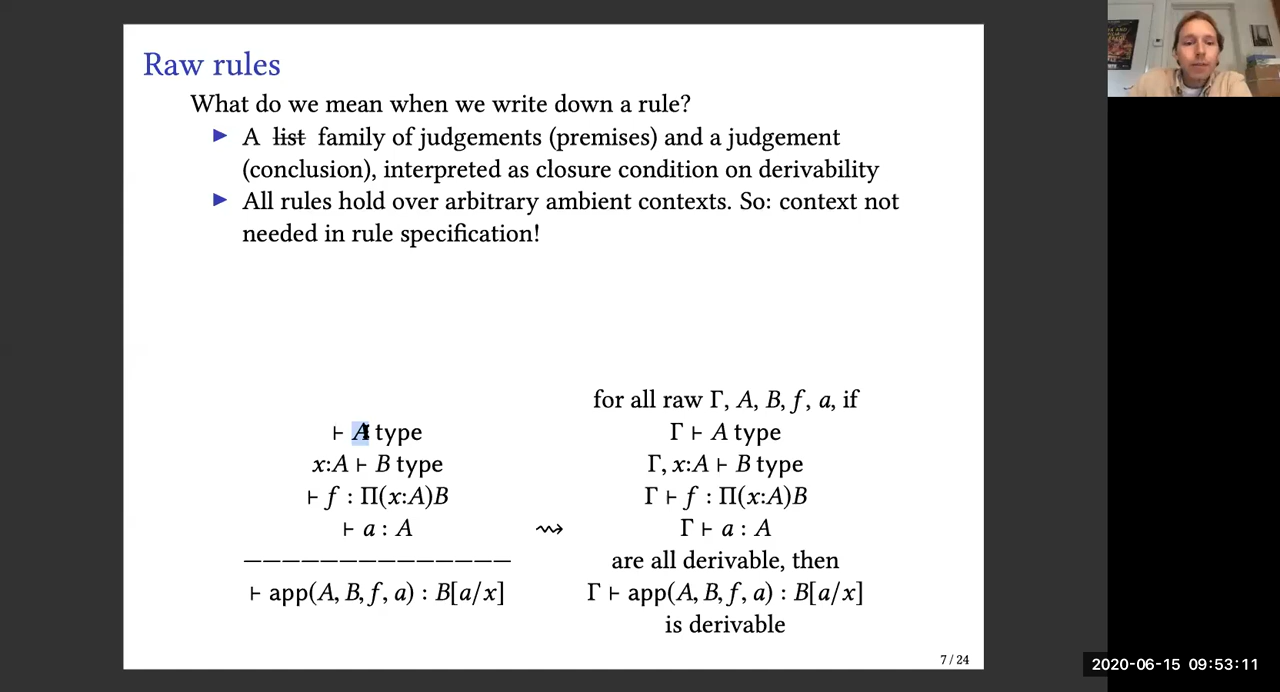 Raw rules
What do we mean when we write down a rule?
▶ A list family of judgements (premises) and a judgement
(conclusion), interpreted as closure condition on derivability
▶ All rules hold over arbitrary ambient contexts. So: context not
needed in rule specification!
⊢ A type
x:A ⊢ B type
⊢ f : Π(x:A)B
⊢ a : A
——————————————
⊢ app(A, B, f, a) : B[a/x]
⇝
for all raw Γ, A, B, f, a, if
Γ ⊢ A type
Γ, x:A ⊢ B type
Γ ⊢ f : Π(x:A)B
Γ ⊢ a : A
are all derivable, then
Γ ⊢ app(A, B, f, a) : B[a/x]
is derivable
7 / 24
2020-06-15 09:53:11